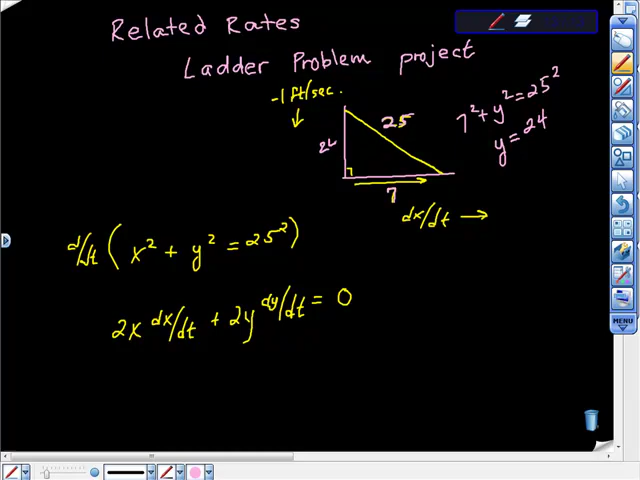 Related Rates
Ladder Problem project
-1 ft/sec.
25
7² + y² = 25²
y = 24
24
7
dx/dt →
d/dt ( x² + y² = 25² )
2x dx/dt + 2y dy/dt = 0
MENU